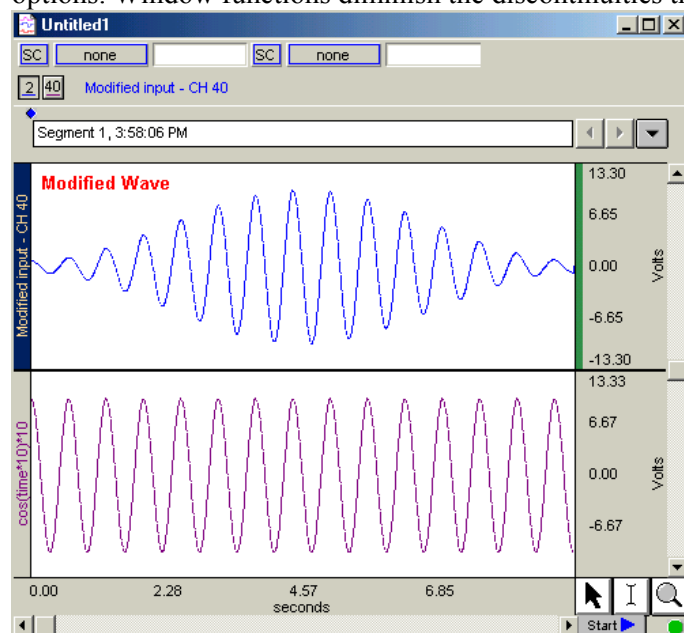 options. Window functions diminish the discontinuities th
Untitled1
SC none SC none
2 40 Modified input - CH 40
Segment 1, 3:58:06 PM
Modified Wave
Modified input - CH 40
13.30
6.65
0.00
-6.65
-13.30
Volts
cos(time*10)*10
13.33
6.67
0.00
-6.67
Volts
0.00 2.28 4.57 6.85
seconds
Start